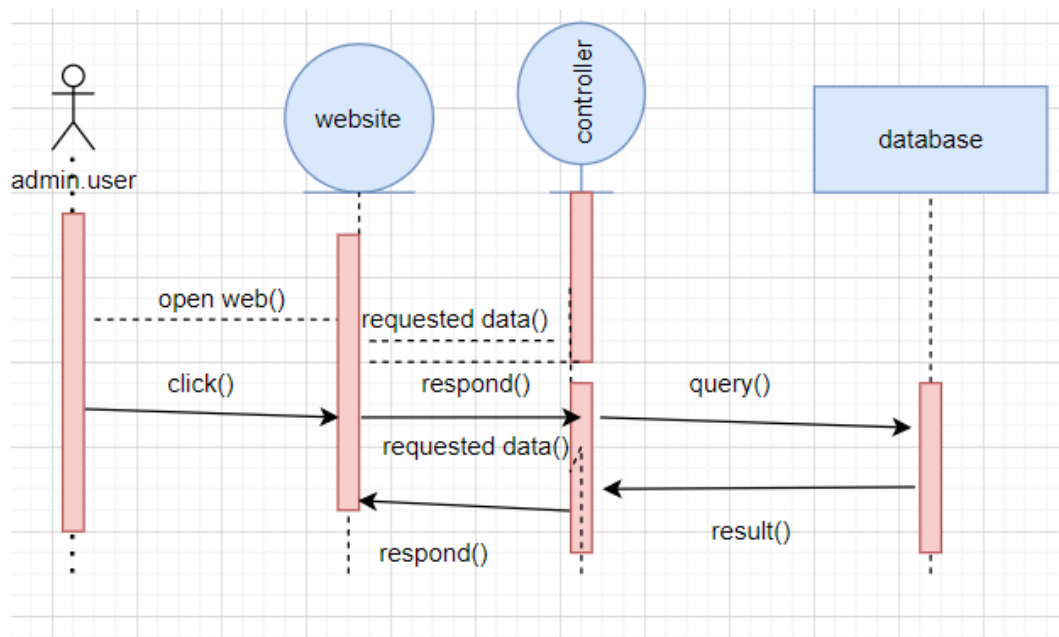 controller
website
database
admin.user
open web()
requested data()
click()
respond()
query()
requested data()
result()
respond()